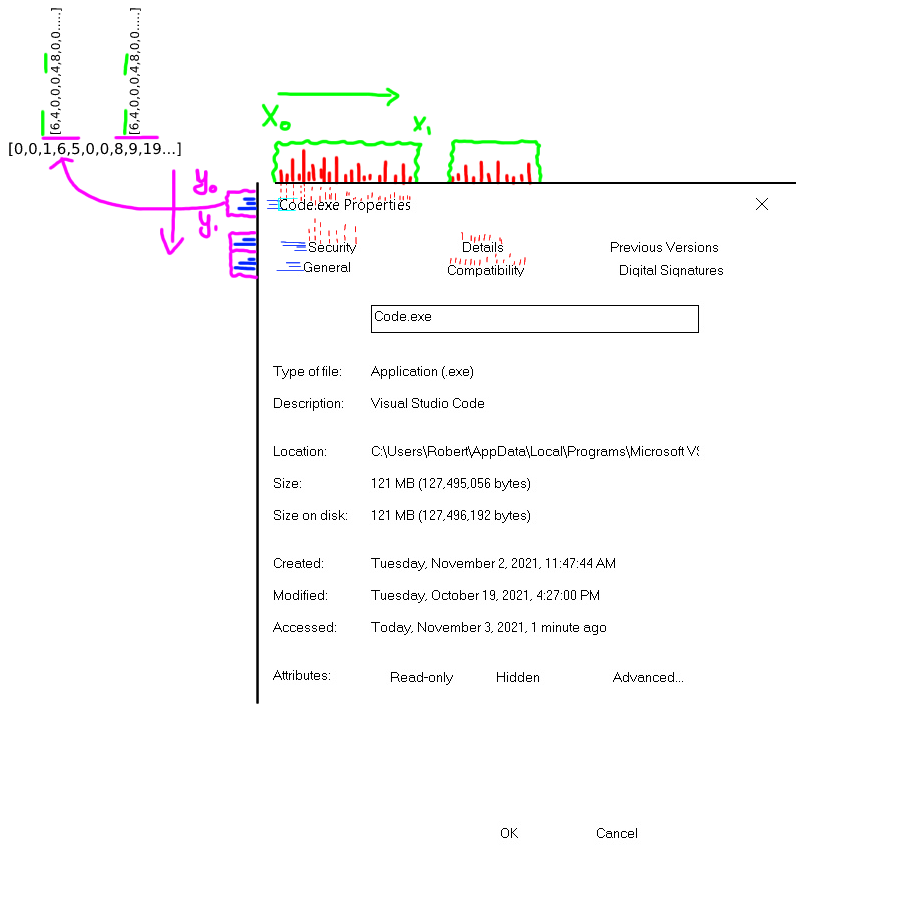 [6,4,0,0,0,4,8,0,0.....]
[6,4,0,0,0,4,8,0,0.....]
[0,0,1,6,5,0,0,8,9,19...]
X₀
X₁
y₀
y₁
Code.exe Properties
Security Details Previous Versions
General Compatibility Digital Signatures
Code.exe
Type of file: Application (.exe)
Description: Visual Studio Code
Location: C:\Users\Robert\AppData\Local\Programs\Microsoft VS
Size: 121 MB (127,495,056 bytes)
Size on disk: 121 MB (127,496,192 bytes)
Created: Tuesday, November 2, 2021, 11:47:44 AM
Modified: Tuesday, October 19, 2021, 4:27:00 PM
Accessed: Today, November 3, 2021, 1 minute ago
Attributes: Read-only Hidden Advanced...
OK Cancel